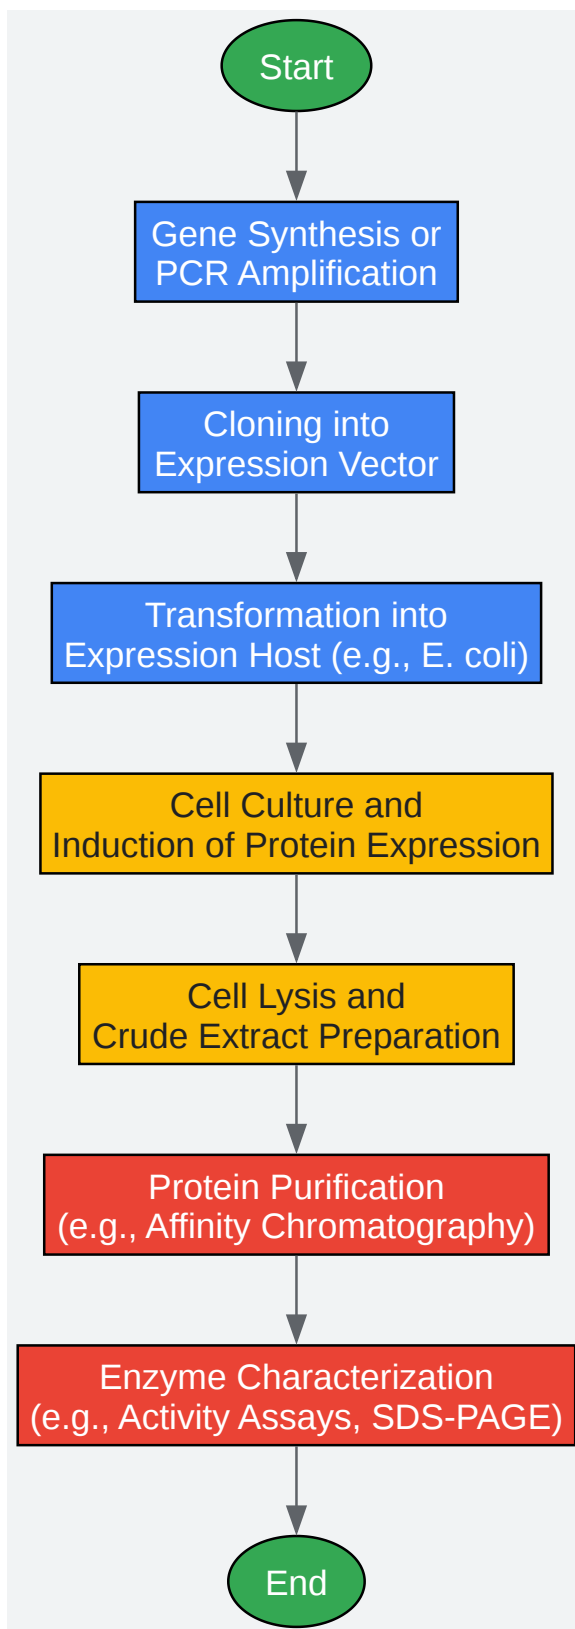 Start
Gene Synthesis or
PCR Amplification
Cloning into
Expression Vector
Transformation into
Expression Host (e.g., E. coli)
Cell Culture and
Induction of Protein Expression
Cell Lysis and
Crude Extract Preparation
Protein Purification
(e.g., Affinity Chromatography)
Enzyme Characterization
(e.g., Activity Assays, SDS-PAGE)
End